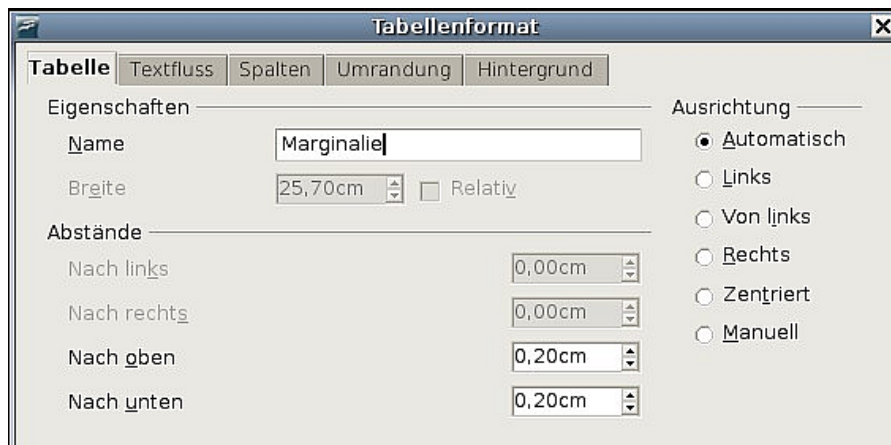 Tabellenformat
Tabelle Textfluss Spalten Umrandung Hintergrund
Eigenschaften
Name Marginalie
Breite 25,70cm Relativ
Abstände
Nach links 0,00cm
Nach rechts 0,00cm
Nach oben 0,20cm
Nach unten 0,20cm
Ausrichtung
Automatisch
Links
Von links
Rechts
Zentriert
Manuell